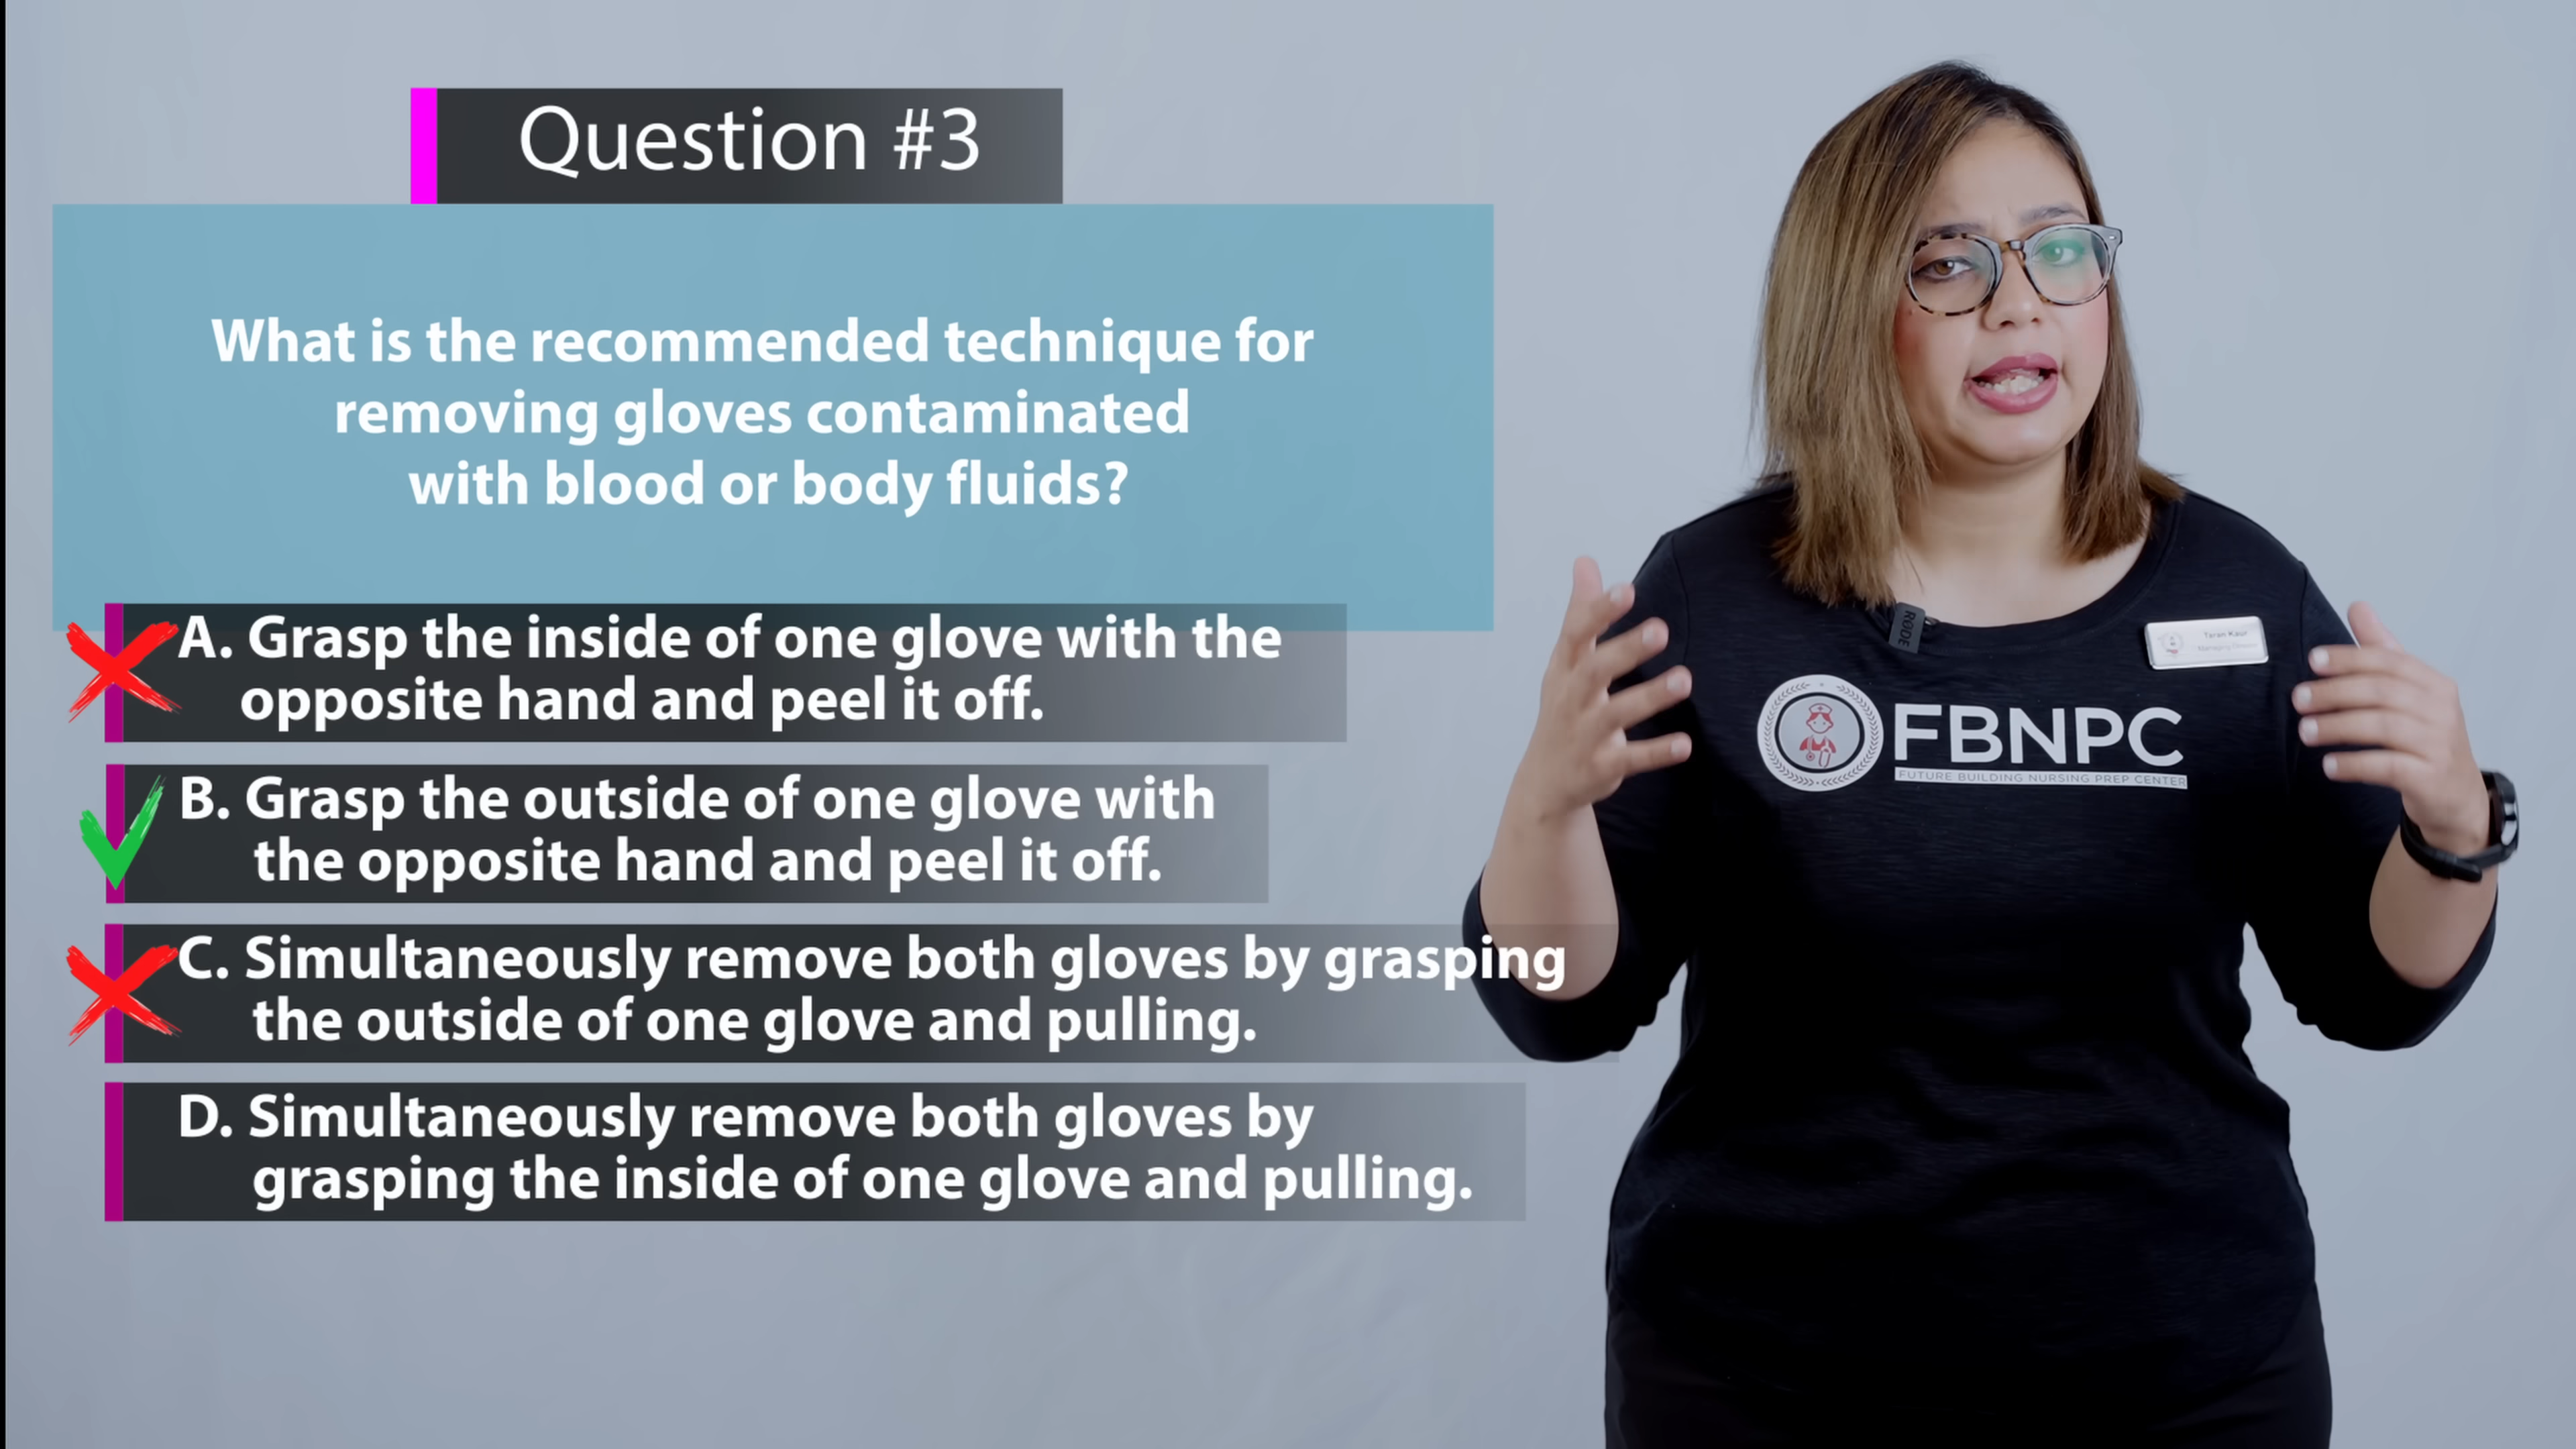 Question #3
What is the recommended technique for
removing gloves contaminated
with blood or body fluids?
A. Grasp the inside of one glove with the
opposite hand and peel it off.
B. Grasp the outside of one glove with
the opposite hand and peel it off.
C. Simultaneously remove both gloves by grasping
the outside of one glove and pulling.
D. Simultaneously remove both gloves by
grasping the inside of one glove and pulling.
RODE
Taran Kaur
FBNPC
FUTURE BUILDING NURSING PREP CENTER